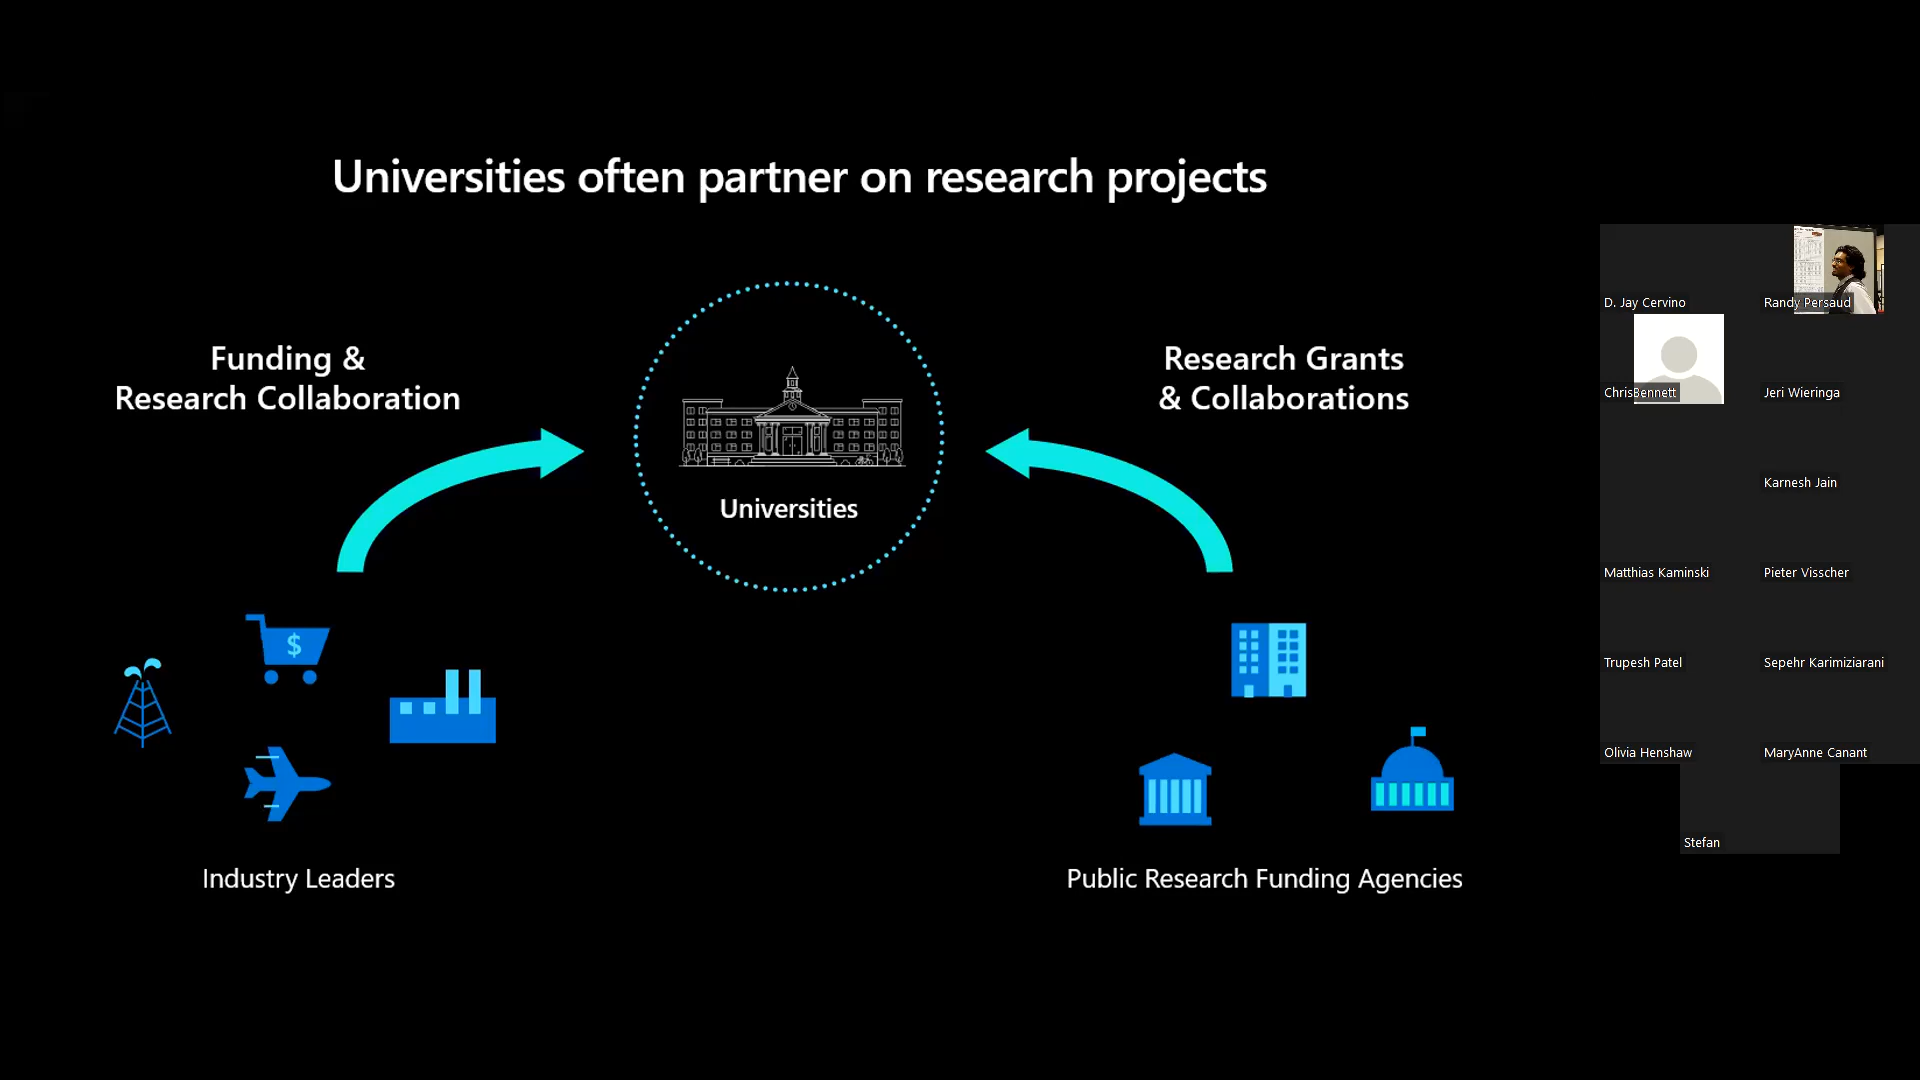 Universities often partner on research projects
Funding &
Research Collaboration
Research Grants
& Collaborations
Universities
$
Industry Leaders
Public Research Funding Agencies
D. Jay Cervino
Randy Persaud
ChrisBennett
Jeri Wieringa
Karnesh Jain
Matthias Kaminski
Pieter Visscher
Trupesh Patel
Sepehr Karimiziarani
Olivia Henshaw
MaryAnne Canant
Stefan